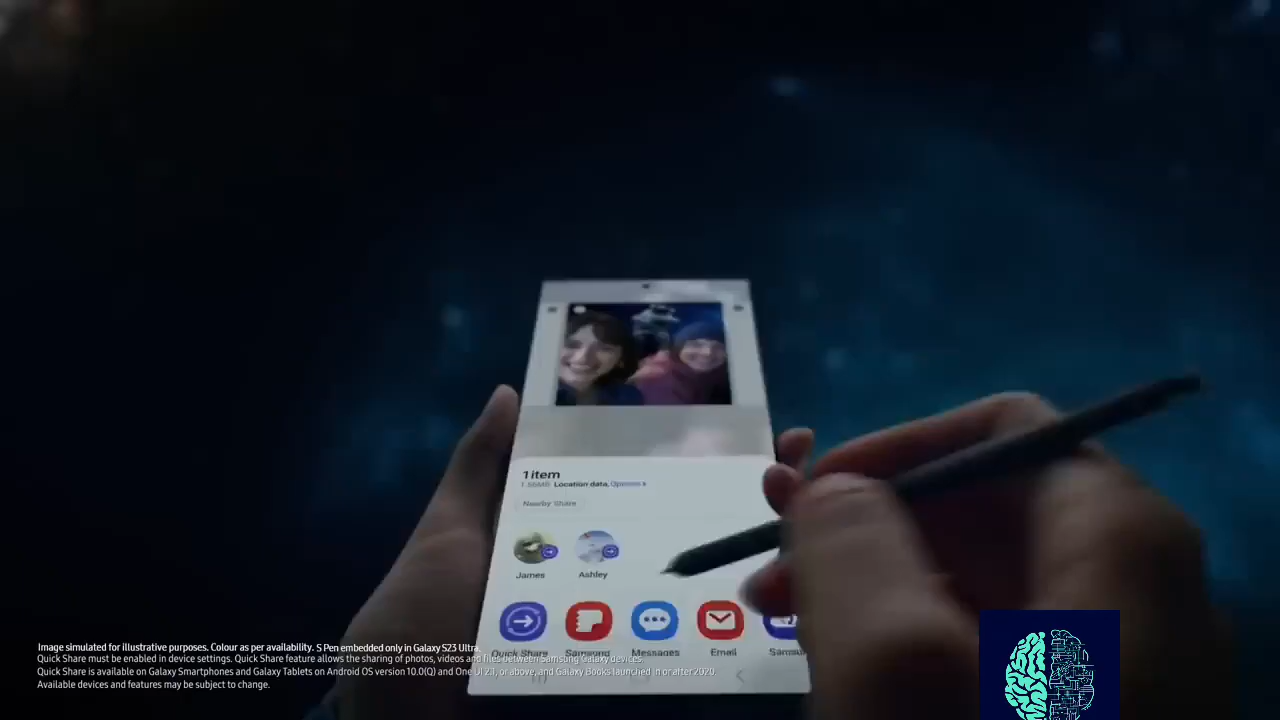 1 item
1.56MB Location data, Options >
Nearby Share
James Ashley
Quick Share Samsung Messages Email Samsu
Image simulated for illustrative purposes. Colour as per availability. S Pen embedded only in Galaxy S23 Ultra.
Quick Share must be enabled in device settings. Quick Share feature allows the sharing of photos, videos and files between Samsung Galaxy devices.
Quick Share is available on Galaxy Smartphones and Galaxy Tablets on Android OS version 10.0(Q) and One UI 2.1, or above, and Galaxy Books launched in or after 2020.
Available devices and features may be subject to change.